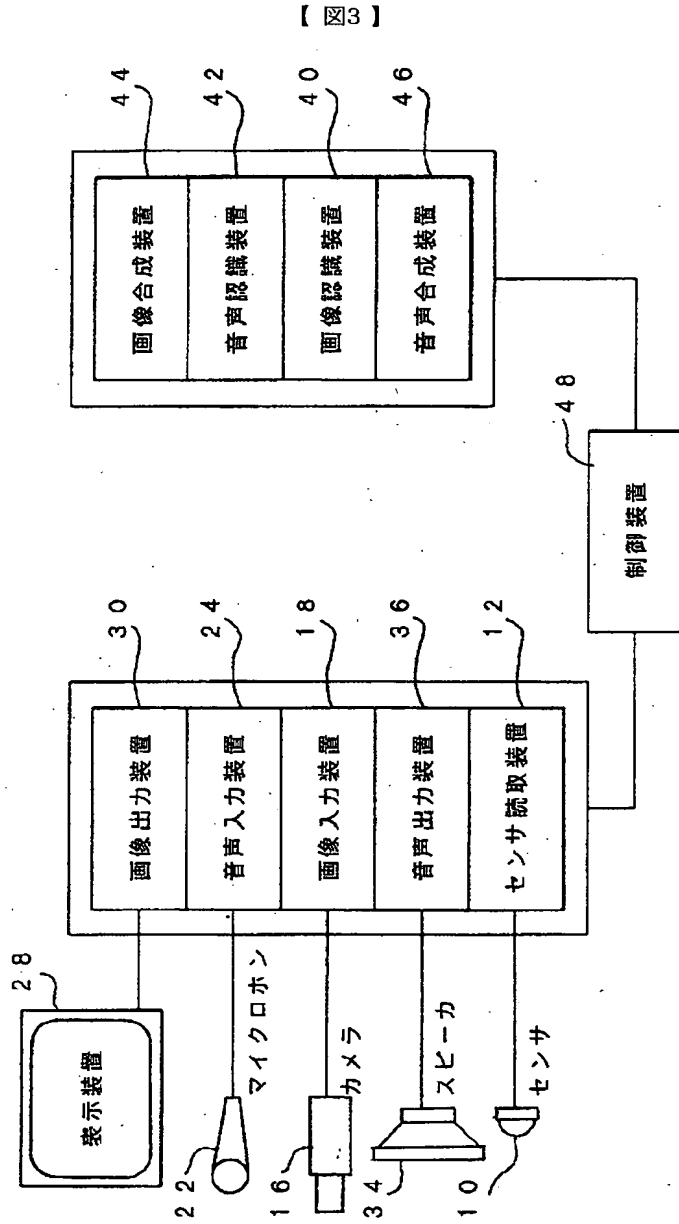 【 図3 】
28
表示装置
22
マイクロホン
16
カメラ
34
スピーカ
10
センサ
画像出力装置
30
音声入力装置
24
画像入力装置
18
音声出力装置
36
センサ読取装置
12
画像合成装置
44
音声認識装置
42
画像認識装置
40
音声合成装置
46
制御装置
48